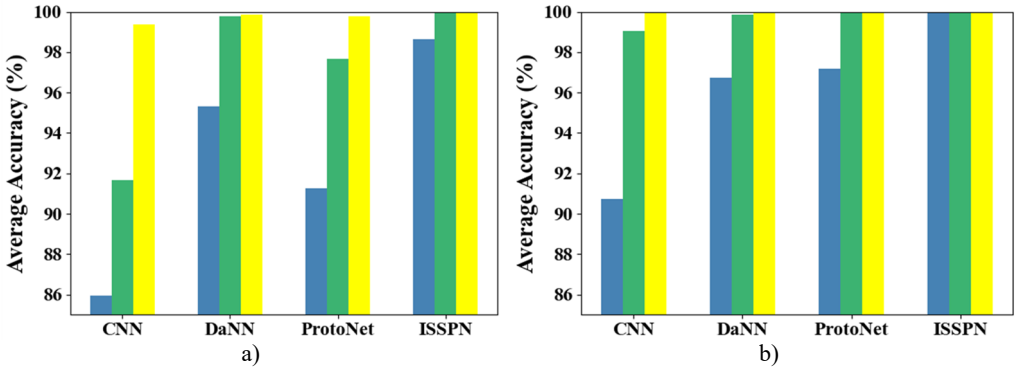 Average Accuracy (%)
100
98
96
94
92
90
88
86
CNN
DaNN
ProtoNet
ISSPN
a)
Average Accuracy (%)
100
98
96
94
92
90
88
86
CNN
DaNN
ProtoNet
ISSPN
b)